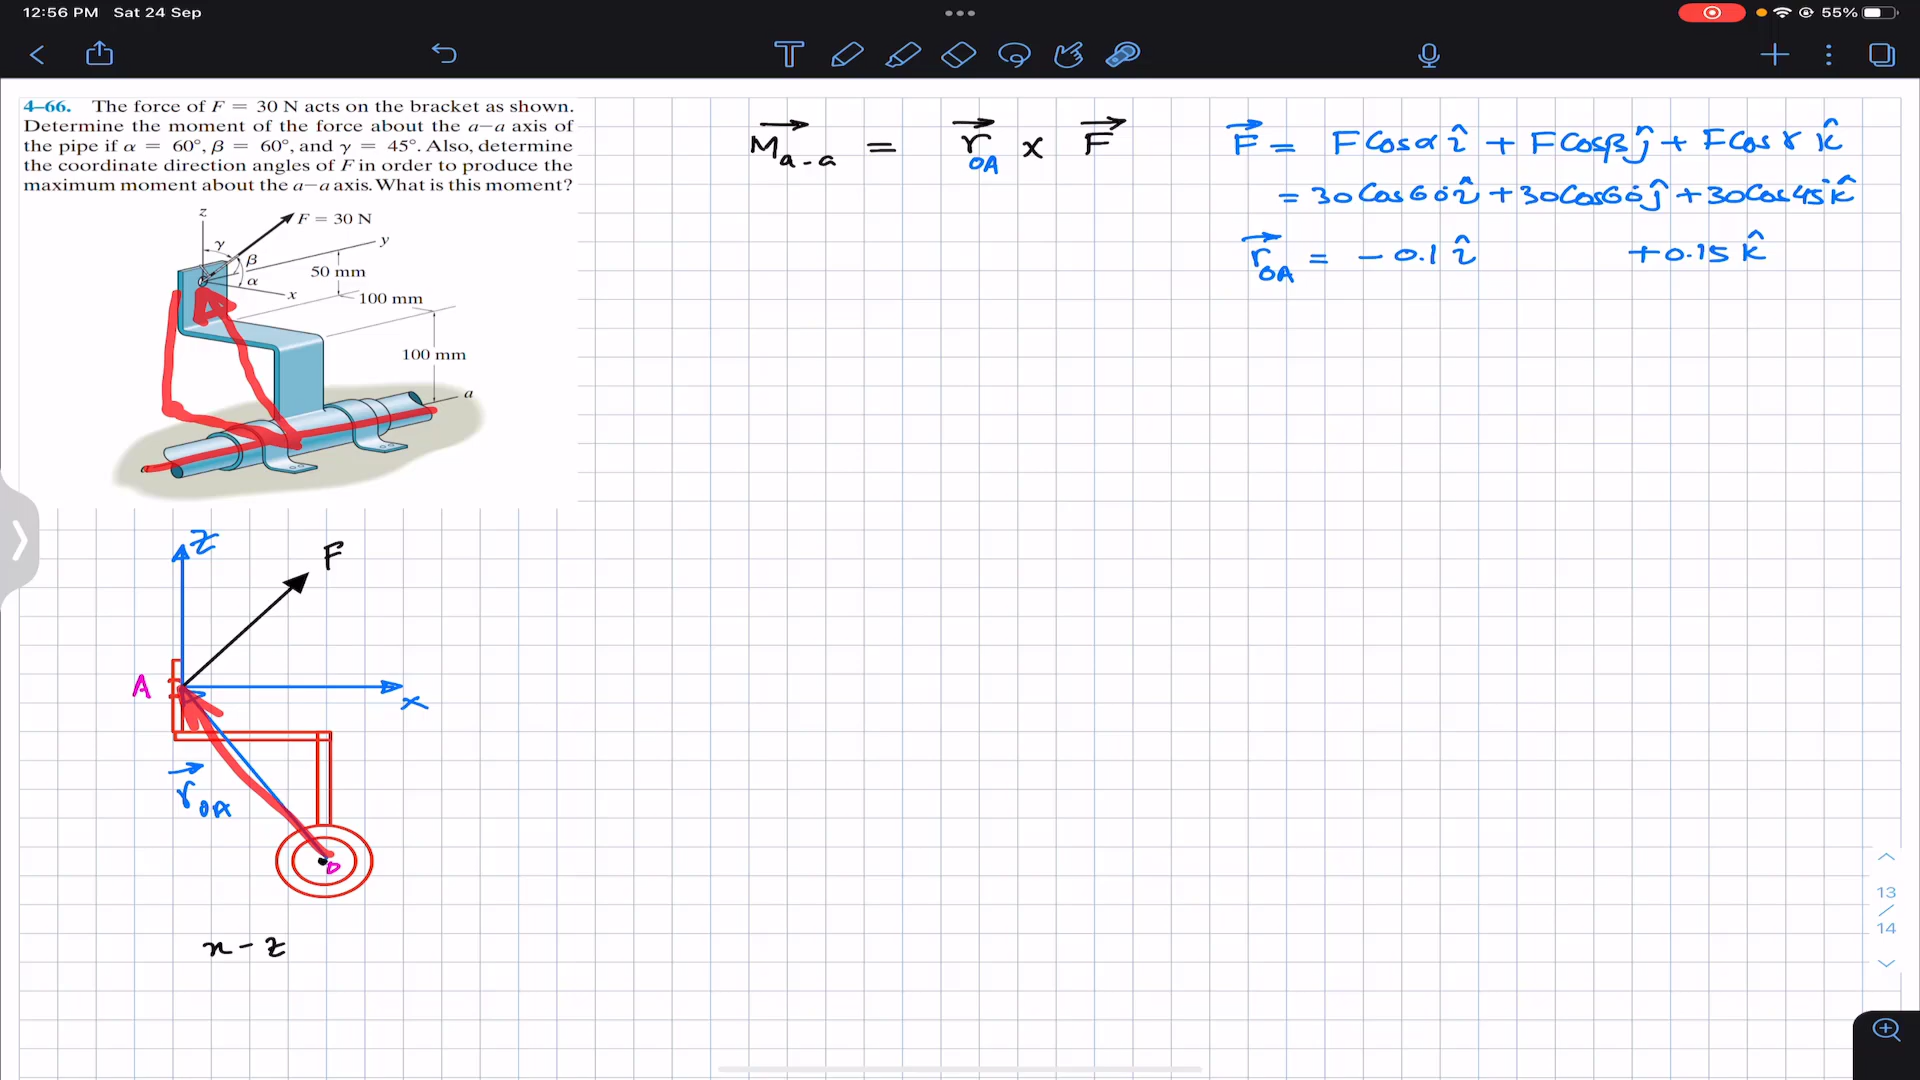 12:56 PM Sat 24 Sep
55%
4–66. The force of F = 30 N acts on the bracket as shown.
Determine the moment of the force about the a–a axis of
the pipe if α = 60°, β = 60°, and γ = 45°. Also, determine
the coordinate direction angles of F in order to produce the
maximum moment about the a–a axis. What is this moment?
z
F = 30 N
y
γ
β
50 mm
α
x
100 mm
100 mm
a
a
M a-a = r OA x F
F = F Cosα î + F Cosβ ĵ + F Cos γ k̂
= 30 Cos 60° î + 30 Cos 60° ĵ + 30 Cos 45° k̂
r OA = - 0.1 î + 0.15 k̂
z
F
A
x
r OA
O
x - z
13
/
14